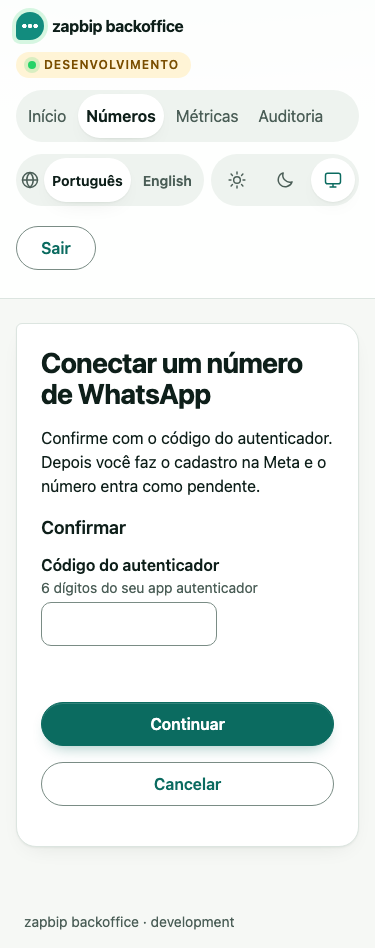 zapbip backoffice
DESENVOLVIMENTO
Início Números Métricas Auditoria
Português English
Sair
Conectar um número
de WhatsApp
Confirme com o código do autenticador.
Depois você faz o cadastro na Meta e o
número entra como pendente.
Confirmar
Código do autenticador
6 dígitos do seu app autenticador
Continuar
Cancelar
zapbip backoffice · development